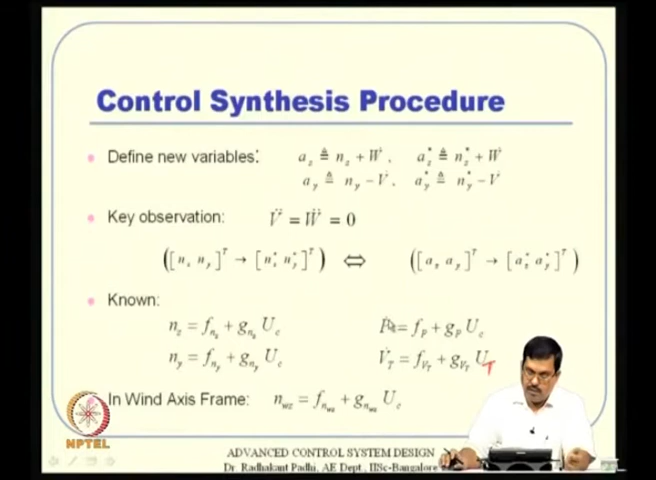 Control Synthesis Procedure
Define new variables: a_z ≜ n_z + Ẇ, a_z^* ≜ n_z^* + Ẇ
a_y ≜ n_y − V̇, a_y^* ≜ n_y^* − V̇
Key observation: V̈ = Ẅ = 0
([n_z n_y]^T → [n_z^* n_y^*]^T) ⇔ ([a_z a_y]^T → [a_z^* a_y^*]^T)
Known:
n_z = f_{n_z} + g_{n_z} U_c Ṗ = f_P + g_P U_c
n_y = f_{n_y} + g_{n_y} U_c V̇_T = f_{V_T} + g_{V_T} U_T
In Wind Axis Frame: n_{wz} = f_{n_{wz}} + g_{n_{wz}} U_c
NPTEL
ADVANCED CONTROL SYSTEM DESIGN
Dr. Radhakant Padhi, AE Dept., IISc-Bangalore